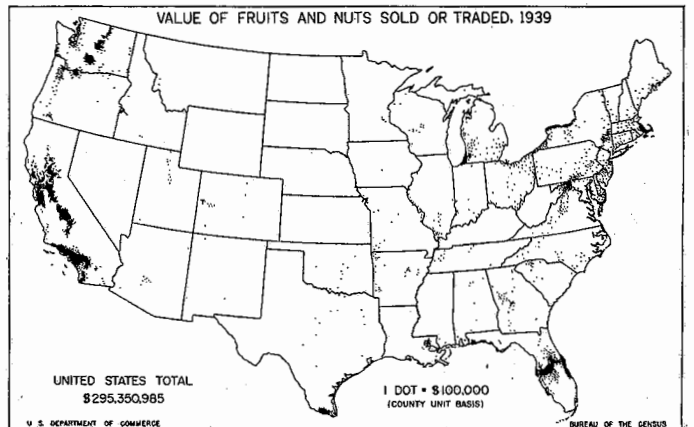 VALUE OF FRUITS AND NUTS SOLD OR TRADED, 1939
UNITED STATES TOTAL
$295,350,985
1 DOT = $100,000
(COUNTY UNIT BASIS)
U. S. DEPARTMENT OF COMMERCE
BUREAU OF THE CENSUS